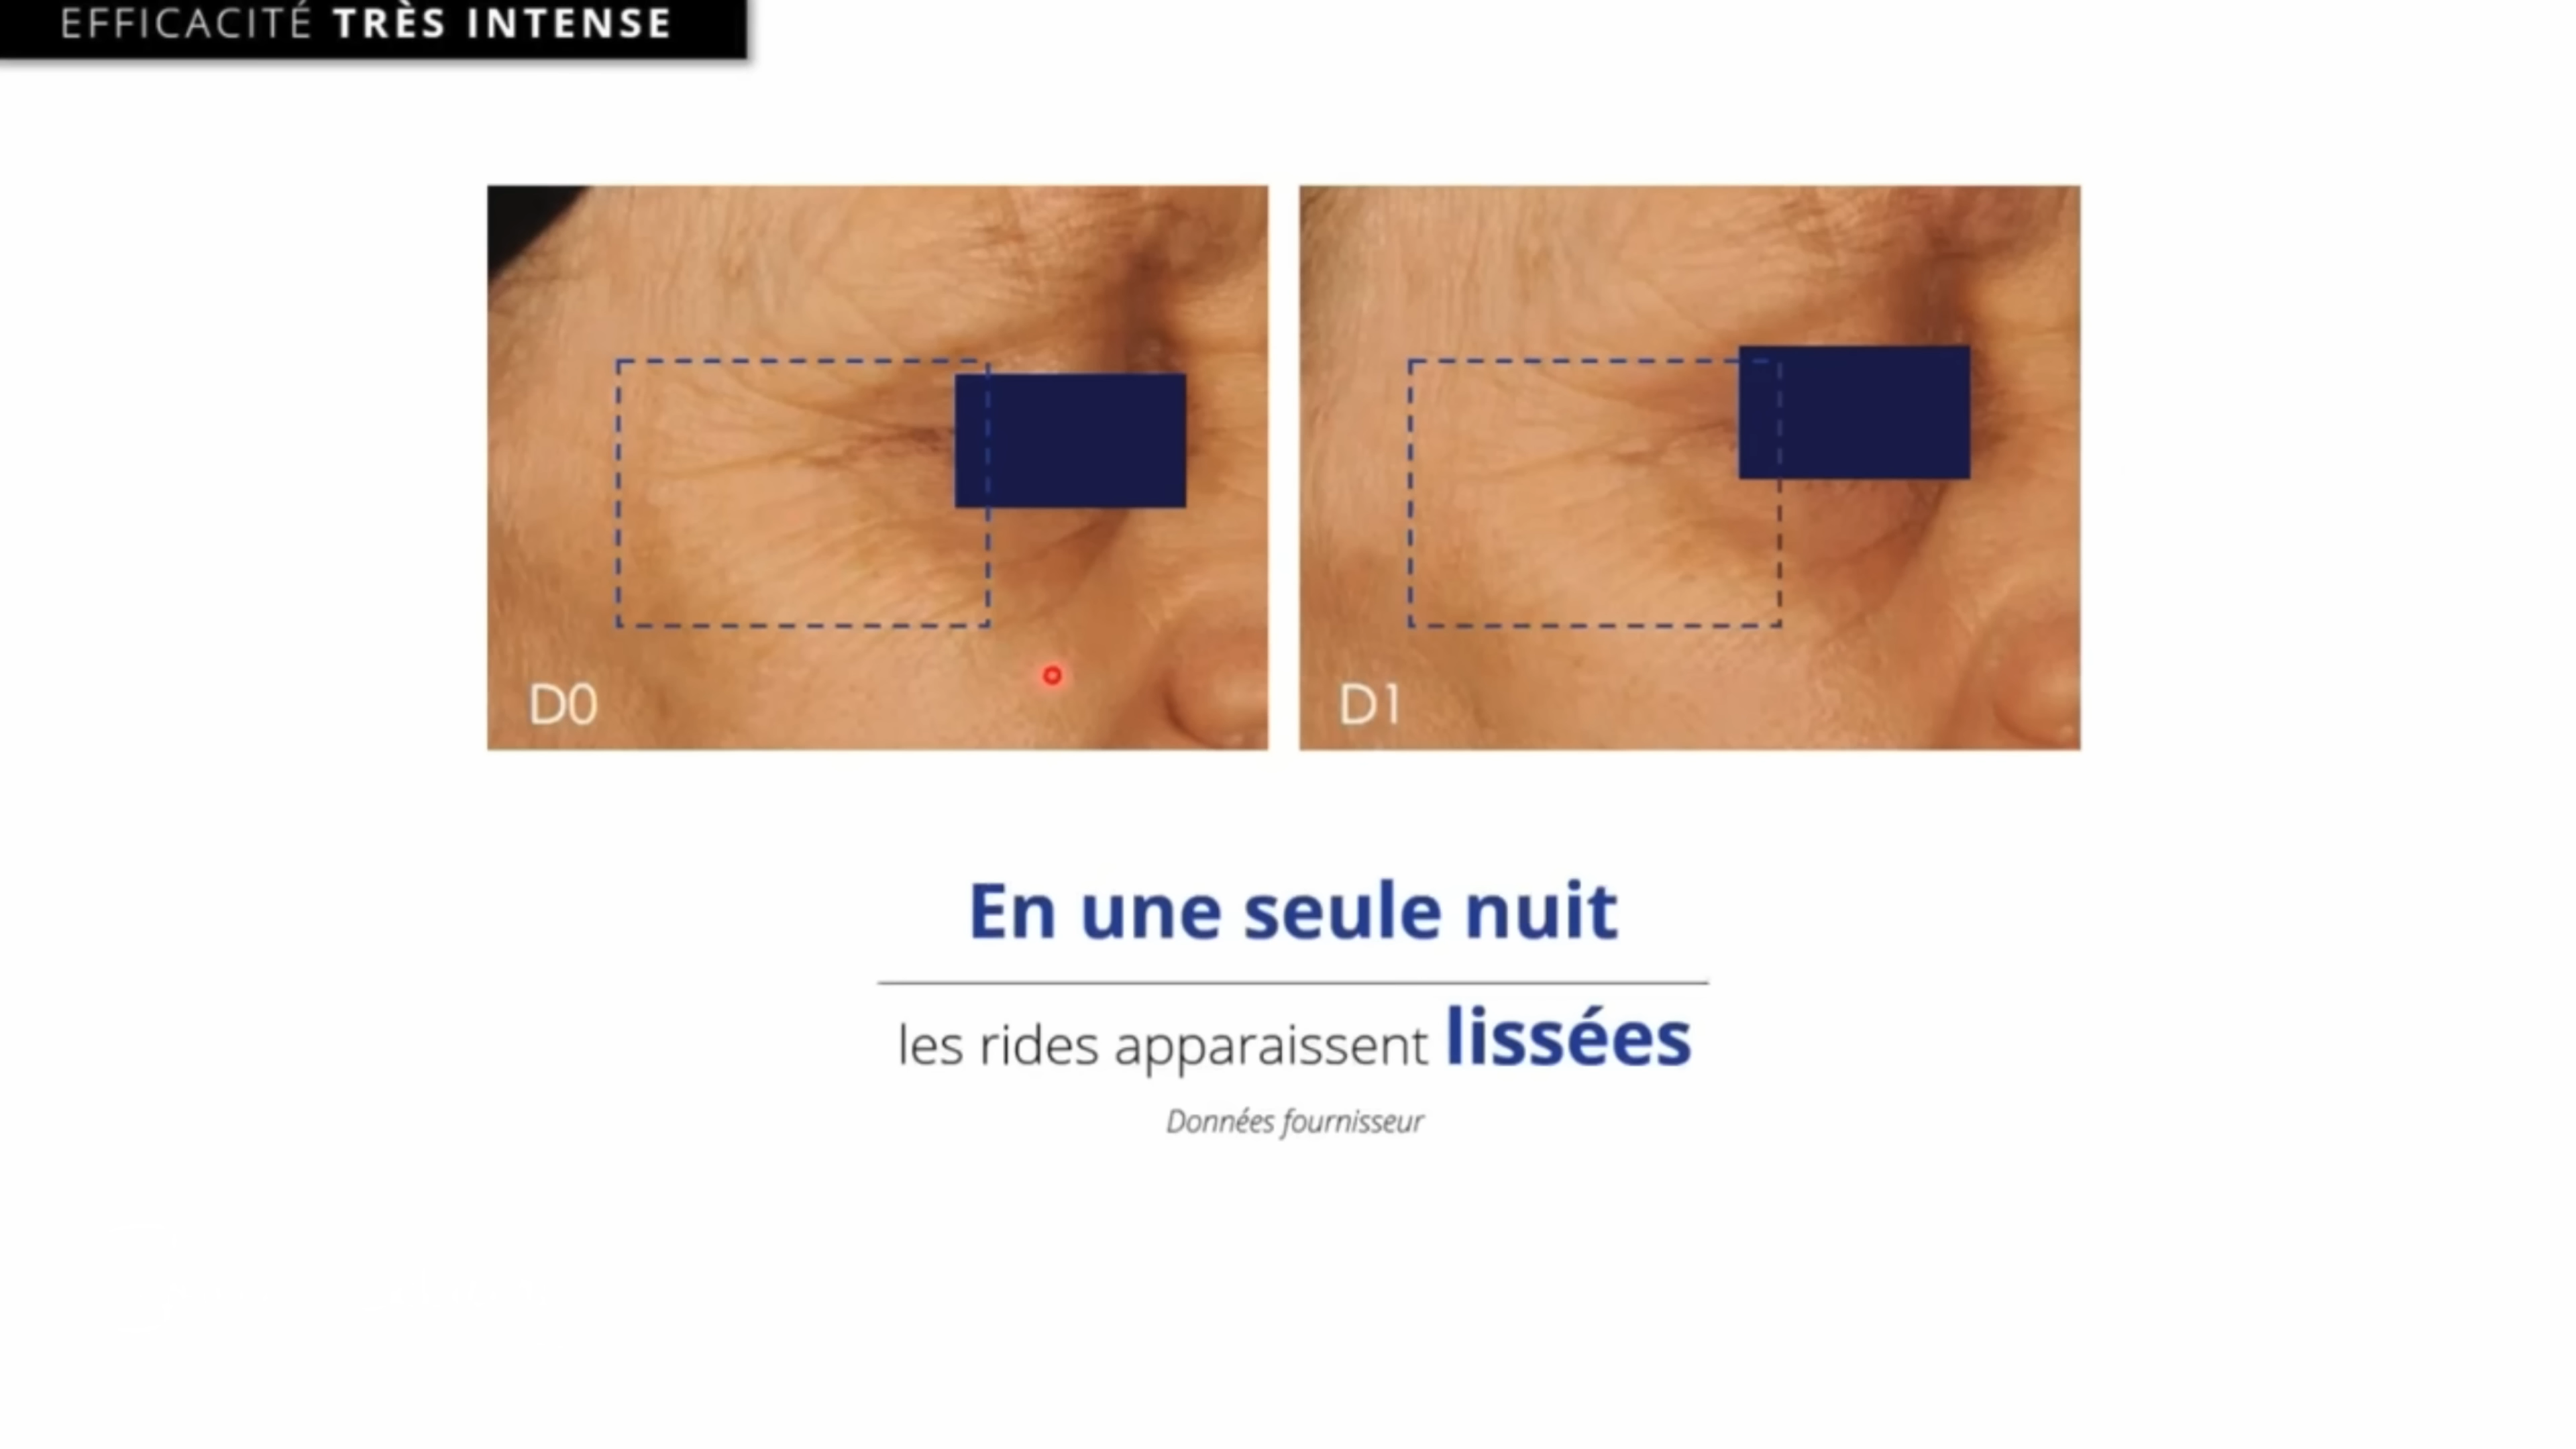 EFFICACITÉ TRÈS INTENSE
D0
D1
En une seule nuit
les rides apparaissent lissées
Données fournisseur